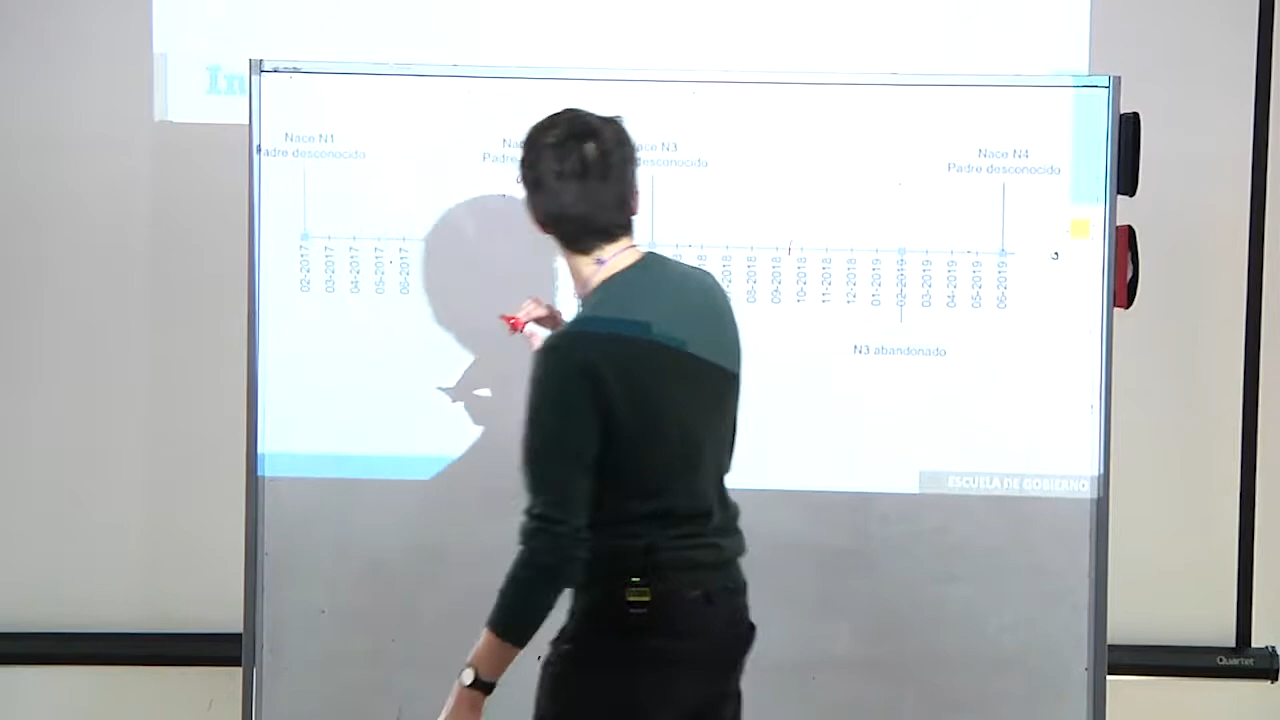 Nace N1
Padre desconocido
Padre
N3
desconocido
Nace N4
Padre desconocido
02-2017
03-2017
04-2017
05-2017
06-2017
08-2018
09-2018
10-2018
11-2018
12-2018
01-2019
02-2019
03-2019
04-2019
05-2019
06-2019
N3 abandonado
ESCUELA DE GOBIERNO
Quartet